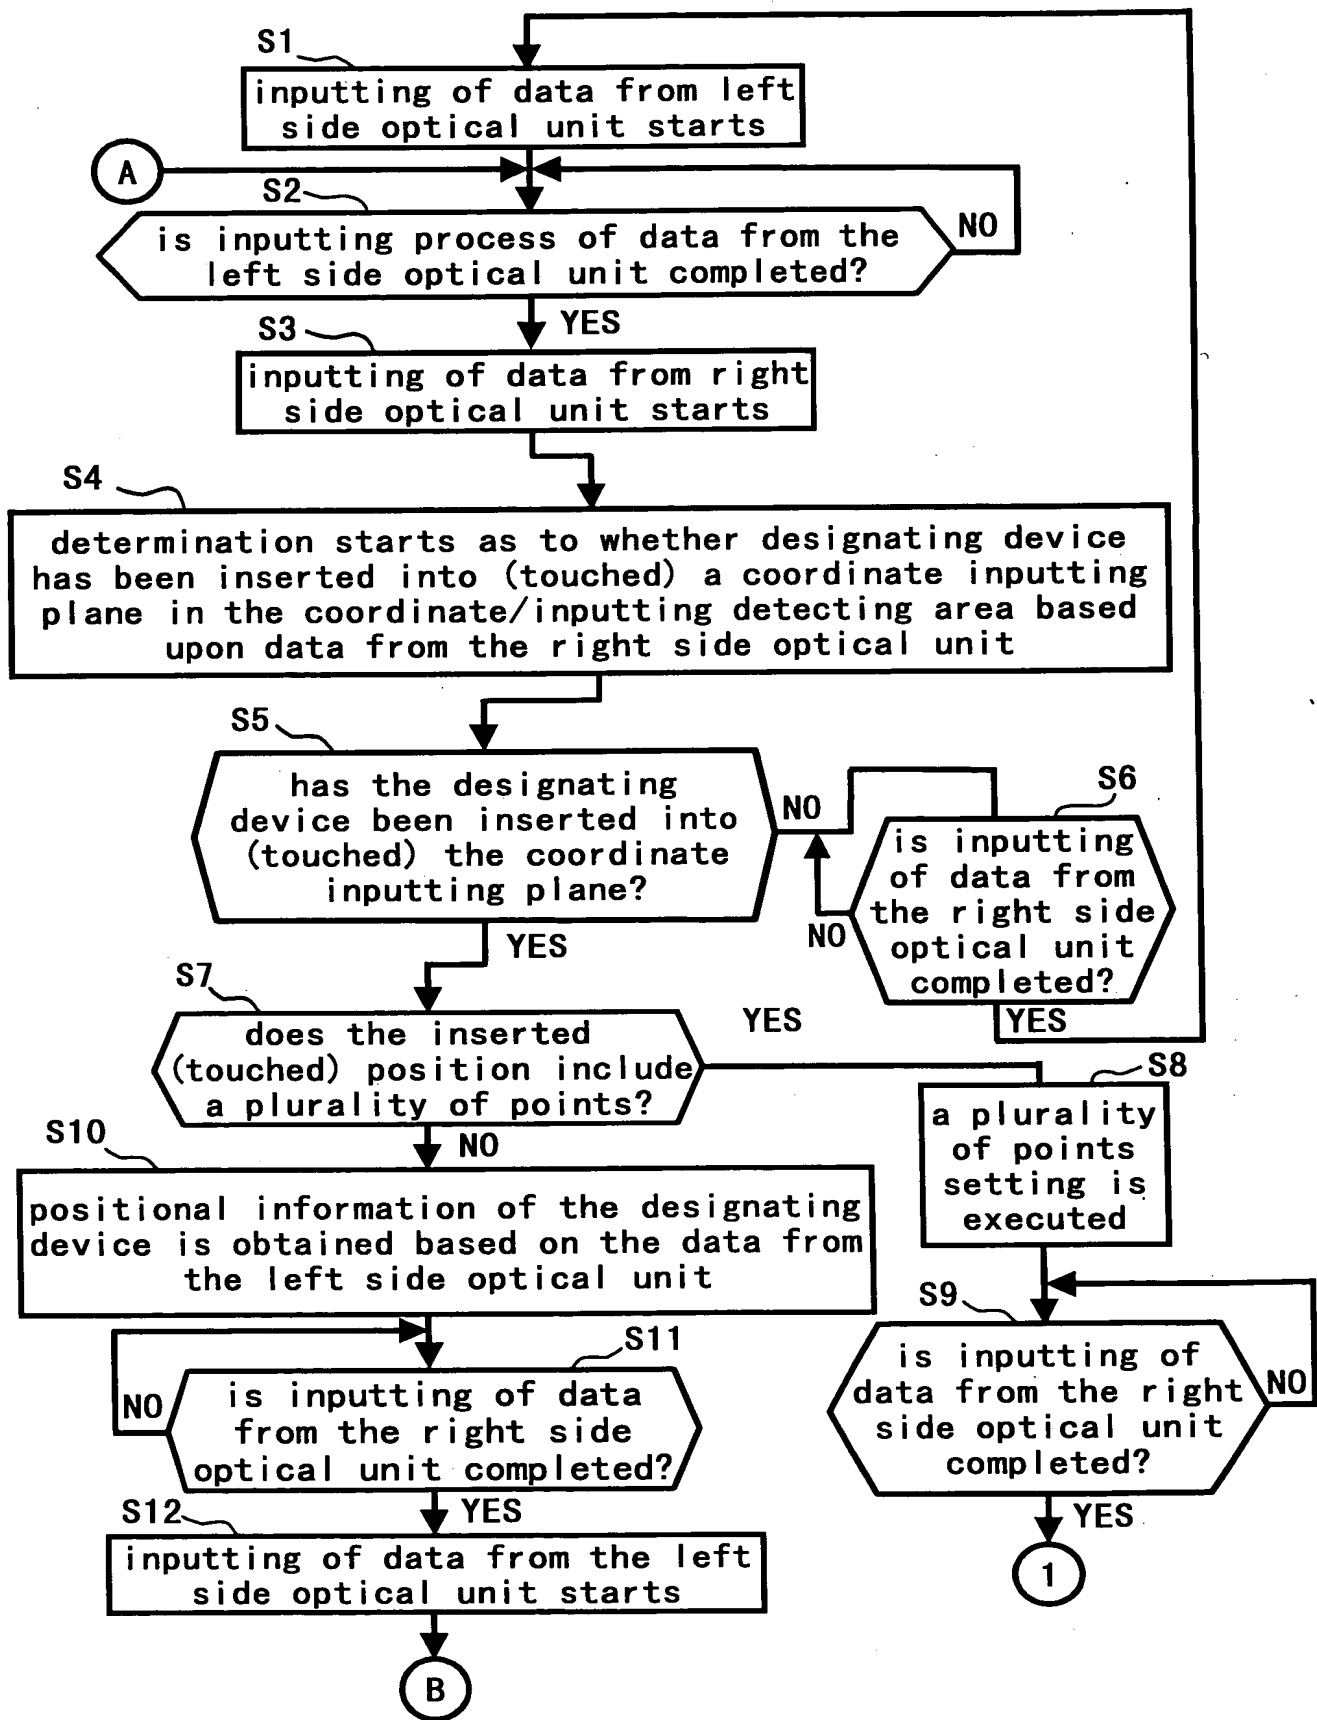 S1
inputting of data from left
side optical unit starts
A
S2
is inputting process of data from the
left side optical unit completed?
NO
YES
S3
inputting of data from right
side optical unit starts
S4
determination starts as to whether designating device
has been inserted into (touched) a coordinate inputting
plane in the coordinate/inputting detecting area based
upon data from the right side optical unit
S5
has the designating
device been inserted into
(touched) the coordinate
inputting plane?
NO
YES
S6
is inputting
of data from
the right side
optical unit
completed?
NO
YES
S7
does the inserted
(touched) position include
a plurality of points?
YES
NO
S8
a plurality
of points
setting is
executed
S10
positional information of the designating
device is obtained based on the data from
the left side optical unit
S9
is inputting of
data from the right
side optical unit
completed?
NO
YES
1
S11
is inputting of data
from the right side
optical unit completed?
NO
YES
S12
inputting of data from the left
side optical unit starts
B